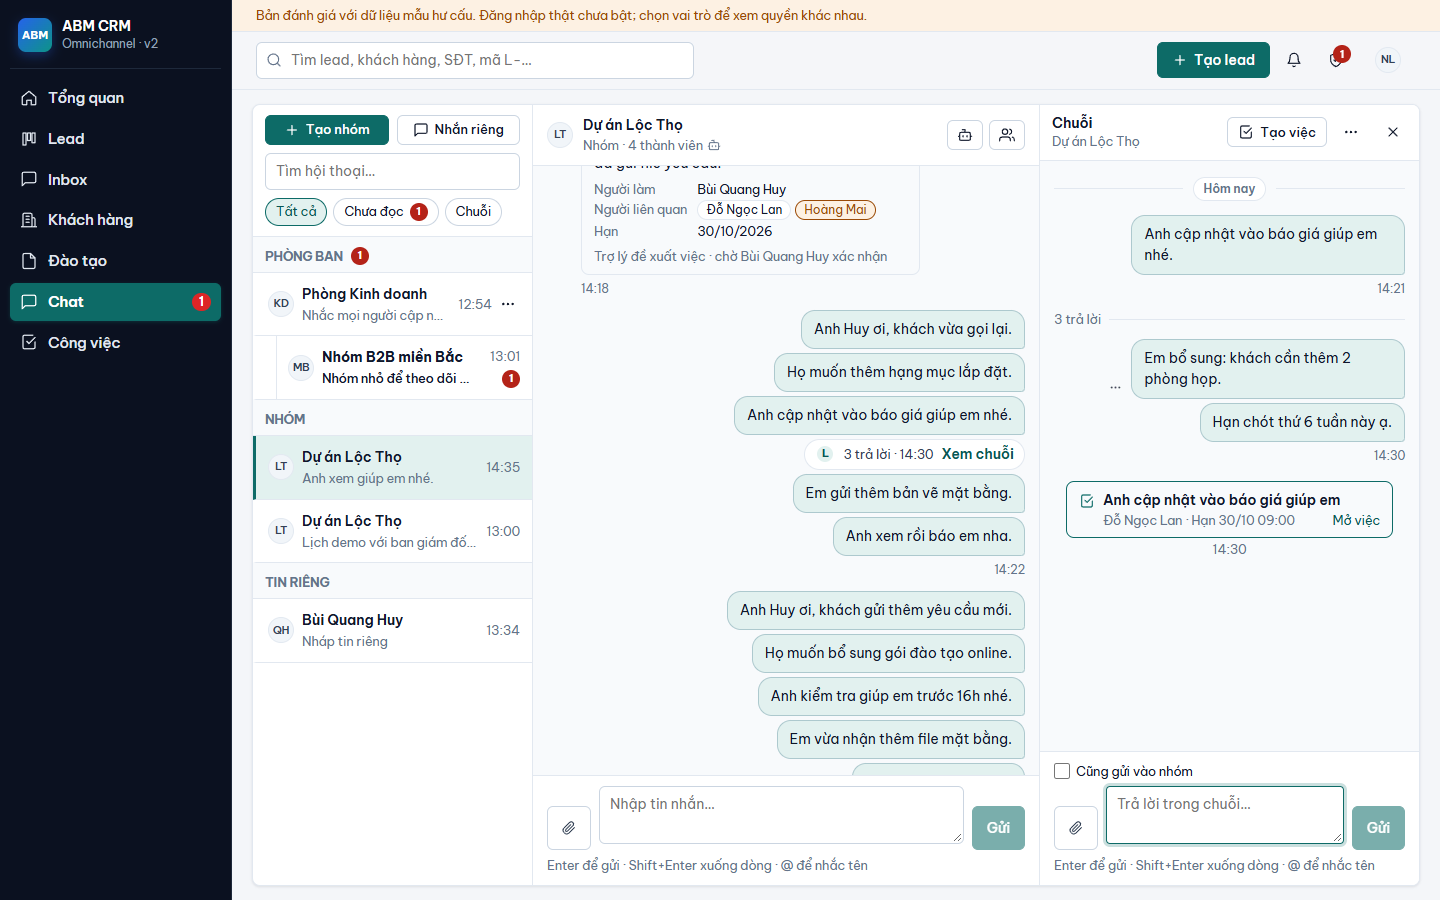 Bản đánh giá với dữ liệu mẫu hư cấu. Đăng nhập thật chưa bật; chọn vai trò để xem quyền khác nhau.
ABM
ABM CRM
Omnichannel · v2
Tổng quan
Lead
Inbox
Khách hàng
Đào tạo
Chat
1
Công việc
Tìm lead, khách hàng, SĐT, mã L-...
Tạo lead
1
NL
Tạo nhóm
Nhắn riêng
Tìm hội thoại...
Tất cả
Chưa đọc 1
Chuỗi
PHÒNG BAN 1
KD
Phòng Kinh doanh
Nhắc mọi người cập n...
12:54
MB
Nhóm B2B miền Bắc
Nhóm nhỏ để theo dõi ...
13:01
1
NHÓM
LT
Dự án Lộc Thọ
Anh xem giúp em nhé.
14:35
LT
Dự án Lộc Thọ
Lịch demo với ban giám đố...
13:00
TIN RIÊNG
QH
Bùi Quang Huy
Nháp tin riêng
13:34
LT
Dự án Lộc Thọ
Nhóm · 4 thành viên
Người làm Bùi Quang Huy
Người liên quan Đỗ Ngọc Lan Hoàng Mai
Hạn 30/10/2026
Trợ lý đề xuất việc · chờ Bùi Quang Huy xác nhận
14:18
Anh Huy ơi, khách vừa gọi lại.
Họ muốn thêm hạng mục lắp đặt.
Anh cập nhật vào báo giá giúp em nhé.
L 3 trả lời · 14:30 Xem chuỗi
Em gửi thêm bản vẽ mặt bằng.
Anh xem rồi báo em nha.
14:22
Anh Huy ơi, khách gửi thêm yêu cầu mới.
Họ muốn bổ sung gói đào tạo online.
Anh kiểm tra giúp em trước 16h nhé.
Em vừa nhận thêm file mặt bằng.
Nhập tin nhắn...
Gửi
Enter để gửi · Shift+Enter xuống dòng · @ để nhắc tên
Chuỗi
Dự án Lộc Thọ
Tạo việc
Hôm nay
Anh cập nhật vào báo giá giúp em
nhé.
14:21
3 trả lời
Em bổ sung: khách cần thêm 2
phòng họp.
Hạn chót thứ 6 tuần này ạ.
14:30
Anh cập nhật vào báo giá giúp em
Đỗ Ngọc Lan · Hạn 30/10 09:00
Mở việc
14:30
Cũng gửi vào nhóm
Trả lời trong chuỗi...
Gửi
Enter để gửi · Shift+Enter xuống dòng · @ để nhắc tên